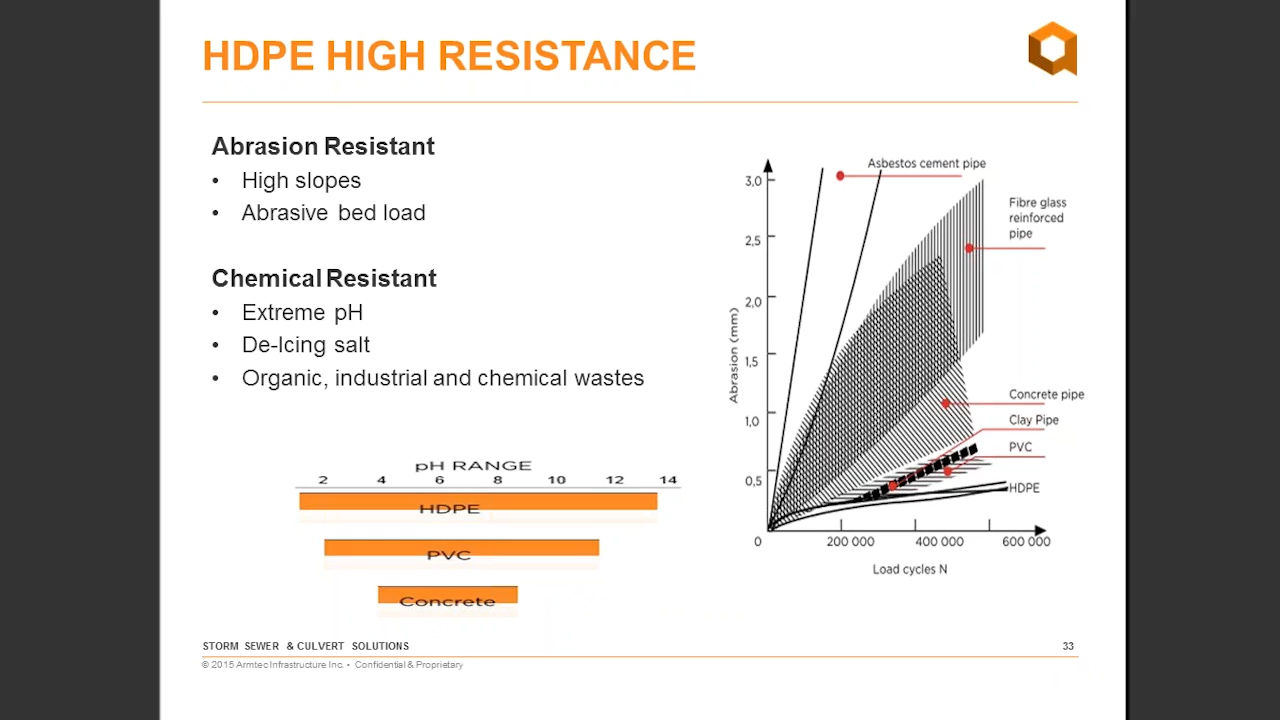 HDPE HIGH RESISTANCE
Abrasion Resistant
• High slopes
• Abrasive bed load
Chemical Resistant
• Extreme pH
• De-Icing salt
• Organic, industrial and chemical wastes
pH RANGE
2 4 6 8 10 12 14
HDPE
PVC
Concrete
Asbestos cement pipe
Fibre glass
reinforced
pipe
Concrete pipe
Clay Pipe
PVC
HDPE
Abrasion (mm)
3,0
2,5
2,0
1,5
1,0
0,5
0 200 000 400 000 600 000
Load cycles N
STORM SEWER & CULVERT SOLUTIONS
33
© 2015 Armtec Infrastructure Inc. • Confidential & Proprietary